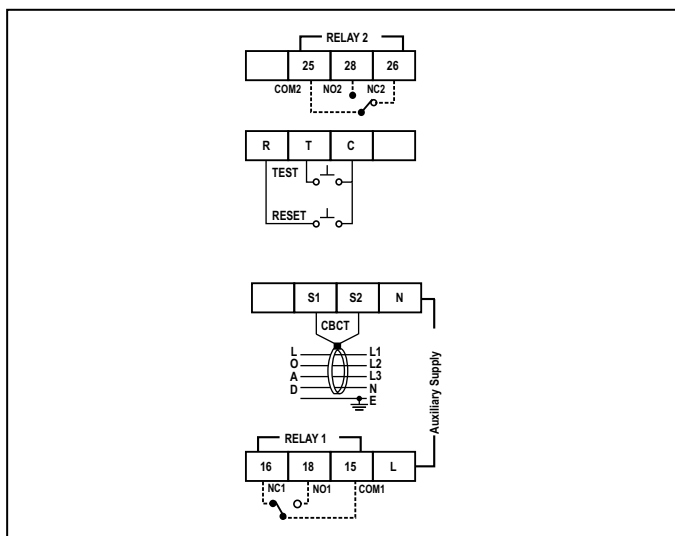 RELAY 2
25 28 26
COM2 NO2 NC2
R T C
TEST
RESET
S1 S2 N
CBCT
L L1
O L2
A L3
D N
E
Auxiliary Supply
RELAY 1
16 18 15 L
NC1 NO1 COM1